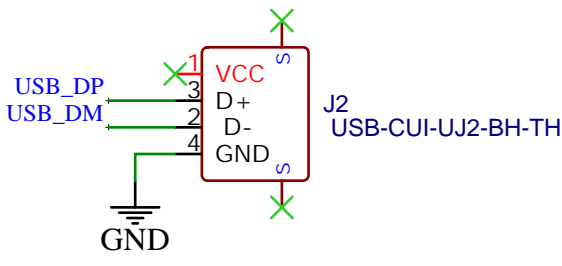 S
1 VCC
USB_DP 3 D+
USB_DM 2 D-
4 GND
S
J2
USB-CUI-UJ2-BH-TH
GND